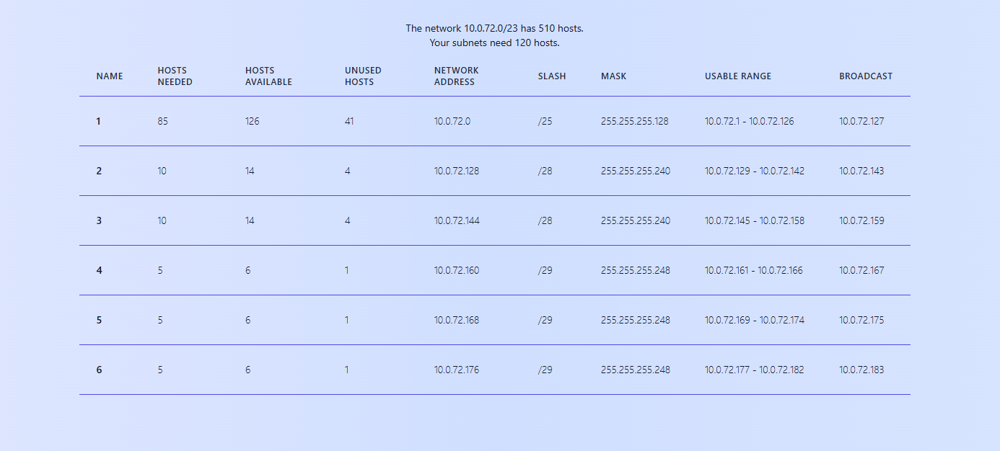 The network 10.0.72.0/23 has 510 hosts.
Your subnets need 120 hosts.
NAME HOSTS NEEDED HOSTS AVAILABLE UNUSED HOSTS NETWORK ADDRESS SLASH MASK USABLE RANGE BROADCAST
1 85 126 41 10.0.72.0 /25 255.255.255.128 10.0.72.1 - 10.0.72.126 10.0.72.127
2 10 14 4 10.0.72.128 /28 255.255.255.240 10.0.72.129 - 10.0.72.142 10.0.72.143
3 10 14 4 10.0.72.144 /28 255.255.255.240 10.0.72.145 - 10.0.72.158 10.0.72.159
4 5 6 1 10.0.72.160 /29 255.255.255.248 10.0.72.161 - 10.0.72.166 10.0.72.167
5 5 6 1 10.0.72.168 /29 255.255.255.248 10.0.72.169 - 10.0.72.174 10.0.72.175
6 5 6 1 10.0.72.176 /29 255.255.255.248 10.0.72.177 - 10.0.72.182 10.0.72.183